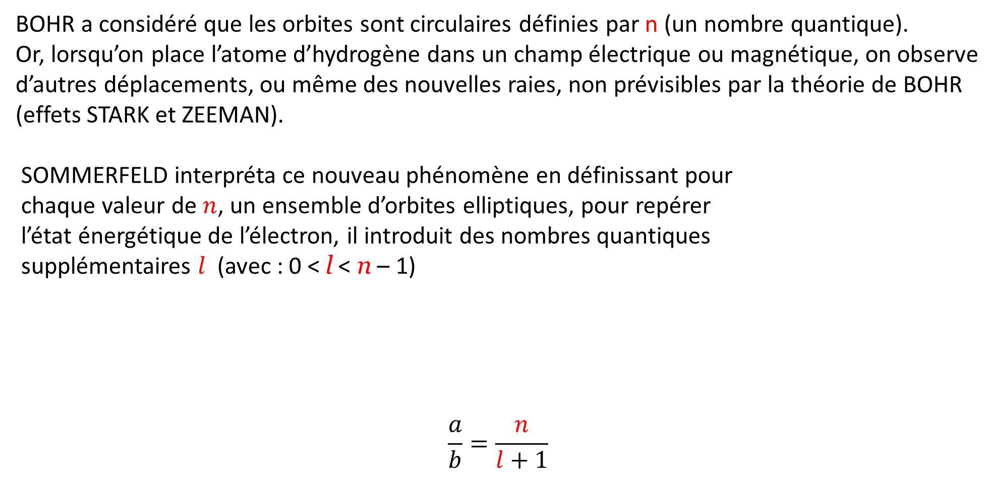 BOHR a considéré que les orbites sont circulaires définies par n (un nombre quantique).
Or, lorsqu’on place l’atome d’hydrogène dans un champ électrique ou magnétique, on observe
d’autres déplacements, ou même des nouvelles raies, non prévisibles par la théorie de BOHR
(effets STARK et ZEEMAN).
SOMMERFELD interpréta ce nouveau phénomène en définissant pour
chaque valeur de n, un ensemble d’orbites elliptiques, pour repérer
l’état énergétique de l’électron, il introduit des nombres quantiques
supplémentaires l (avec : 0 < l < n – 1)
a/b = n/(l + 1)